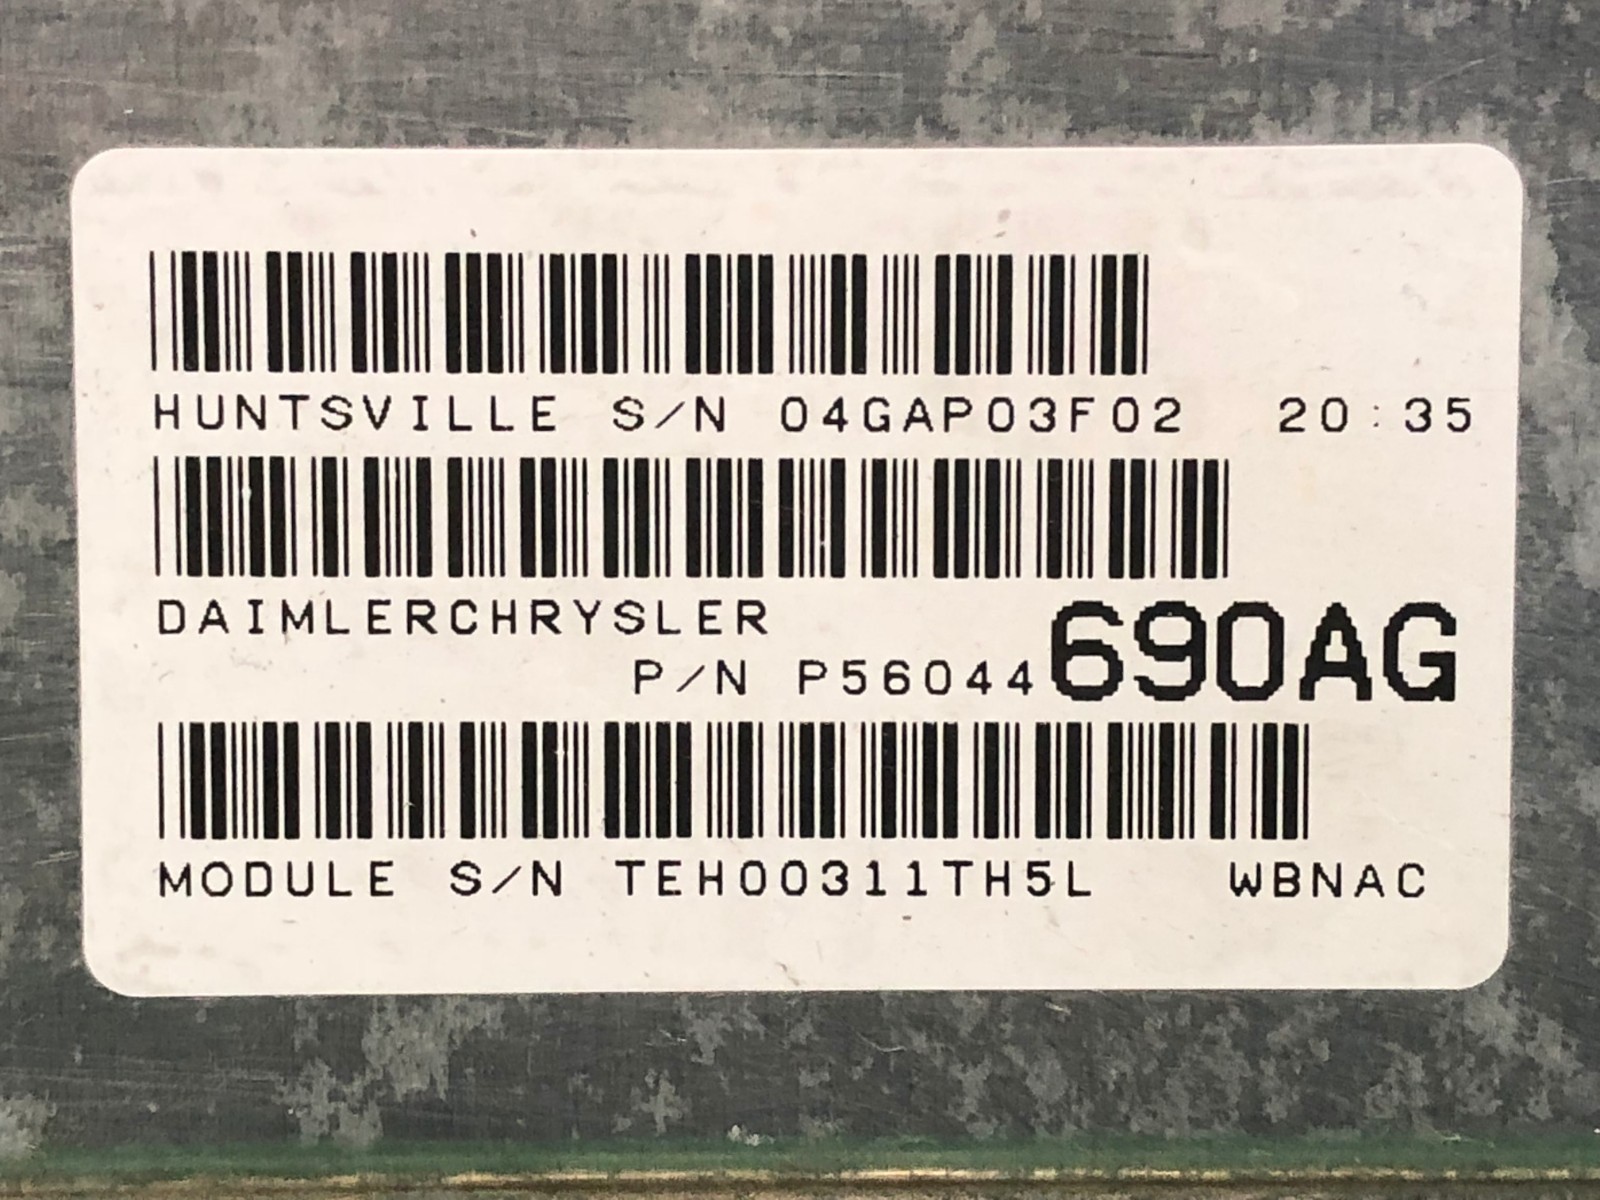 HUNTSVILLE S/N 04GAP03F02 20:35
DAIMLERCHRYSLER
P/N P56044690AG
MODULE S/N TEH00311TH5L WBNAC